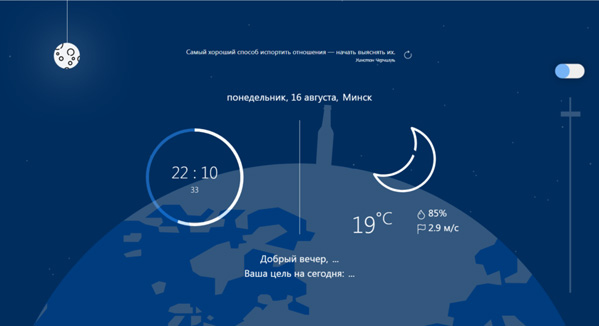 Самый хороший способ испортить отношения — начать выяснять их.
Уинстон Черчилль
понедельник, 16 августа, Минск
22 : 10
33
19°C
85%
2.9 м/с
Добрый вечер, ...
Ваша цель на сегодня: ...